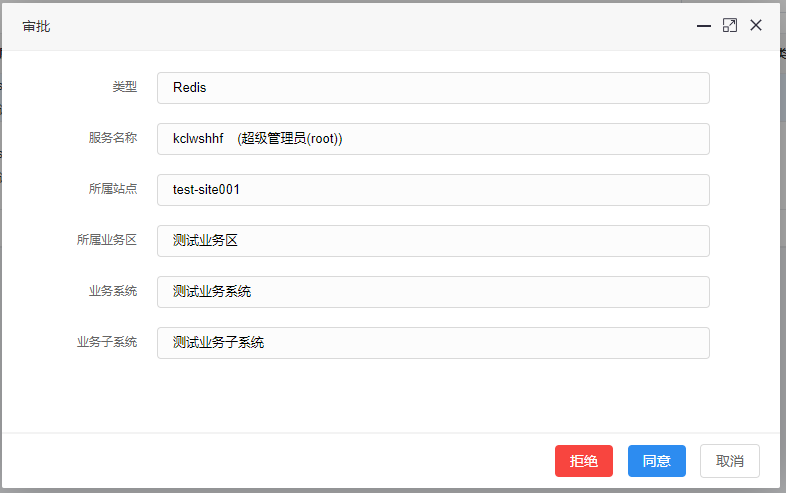 审批
类型 Redis
服务名称 kclwshhf (超级管理员(root))
所属站点 test-site001
所属业务区 测试业务区
业务系统 测试业务系统
业务子系统 测试业务子系统
拒绝 同意 取消